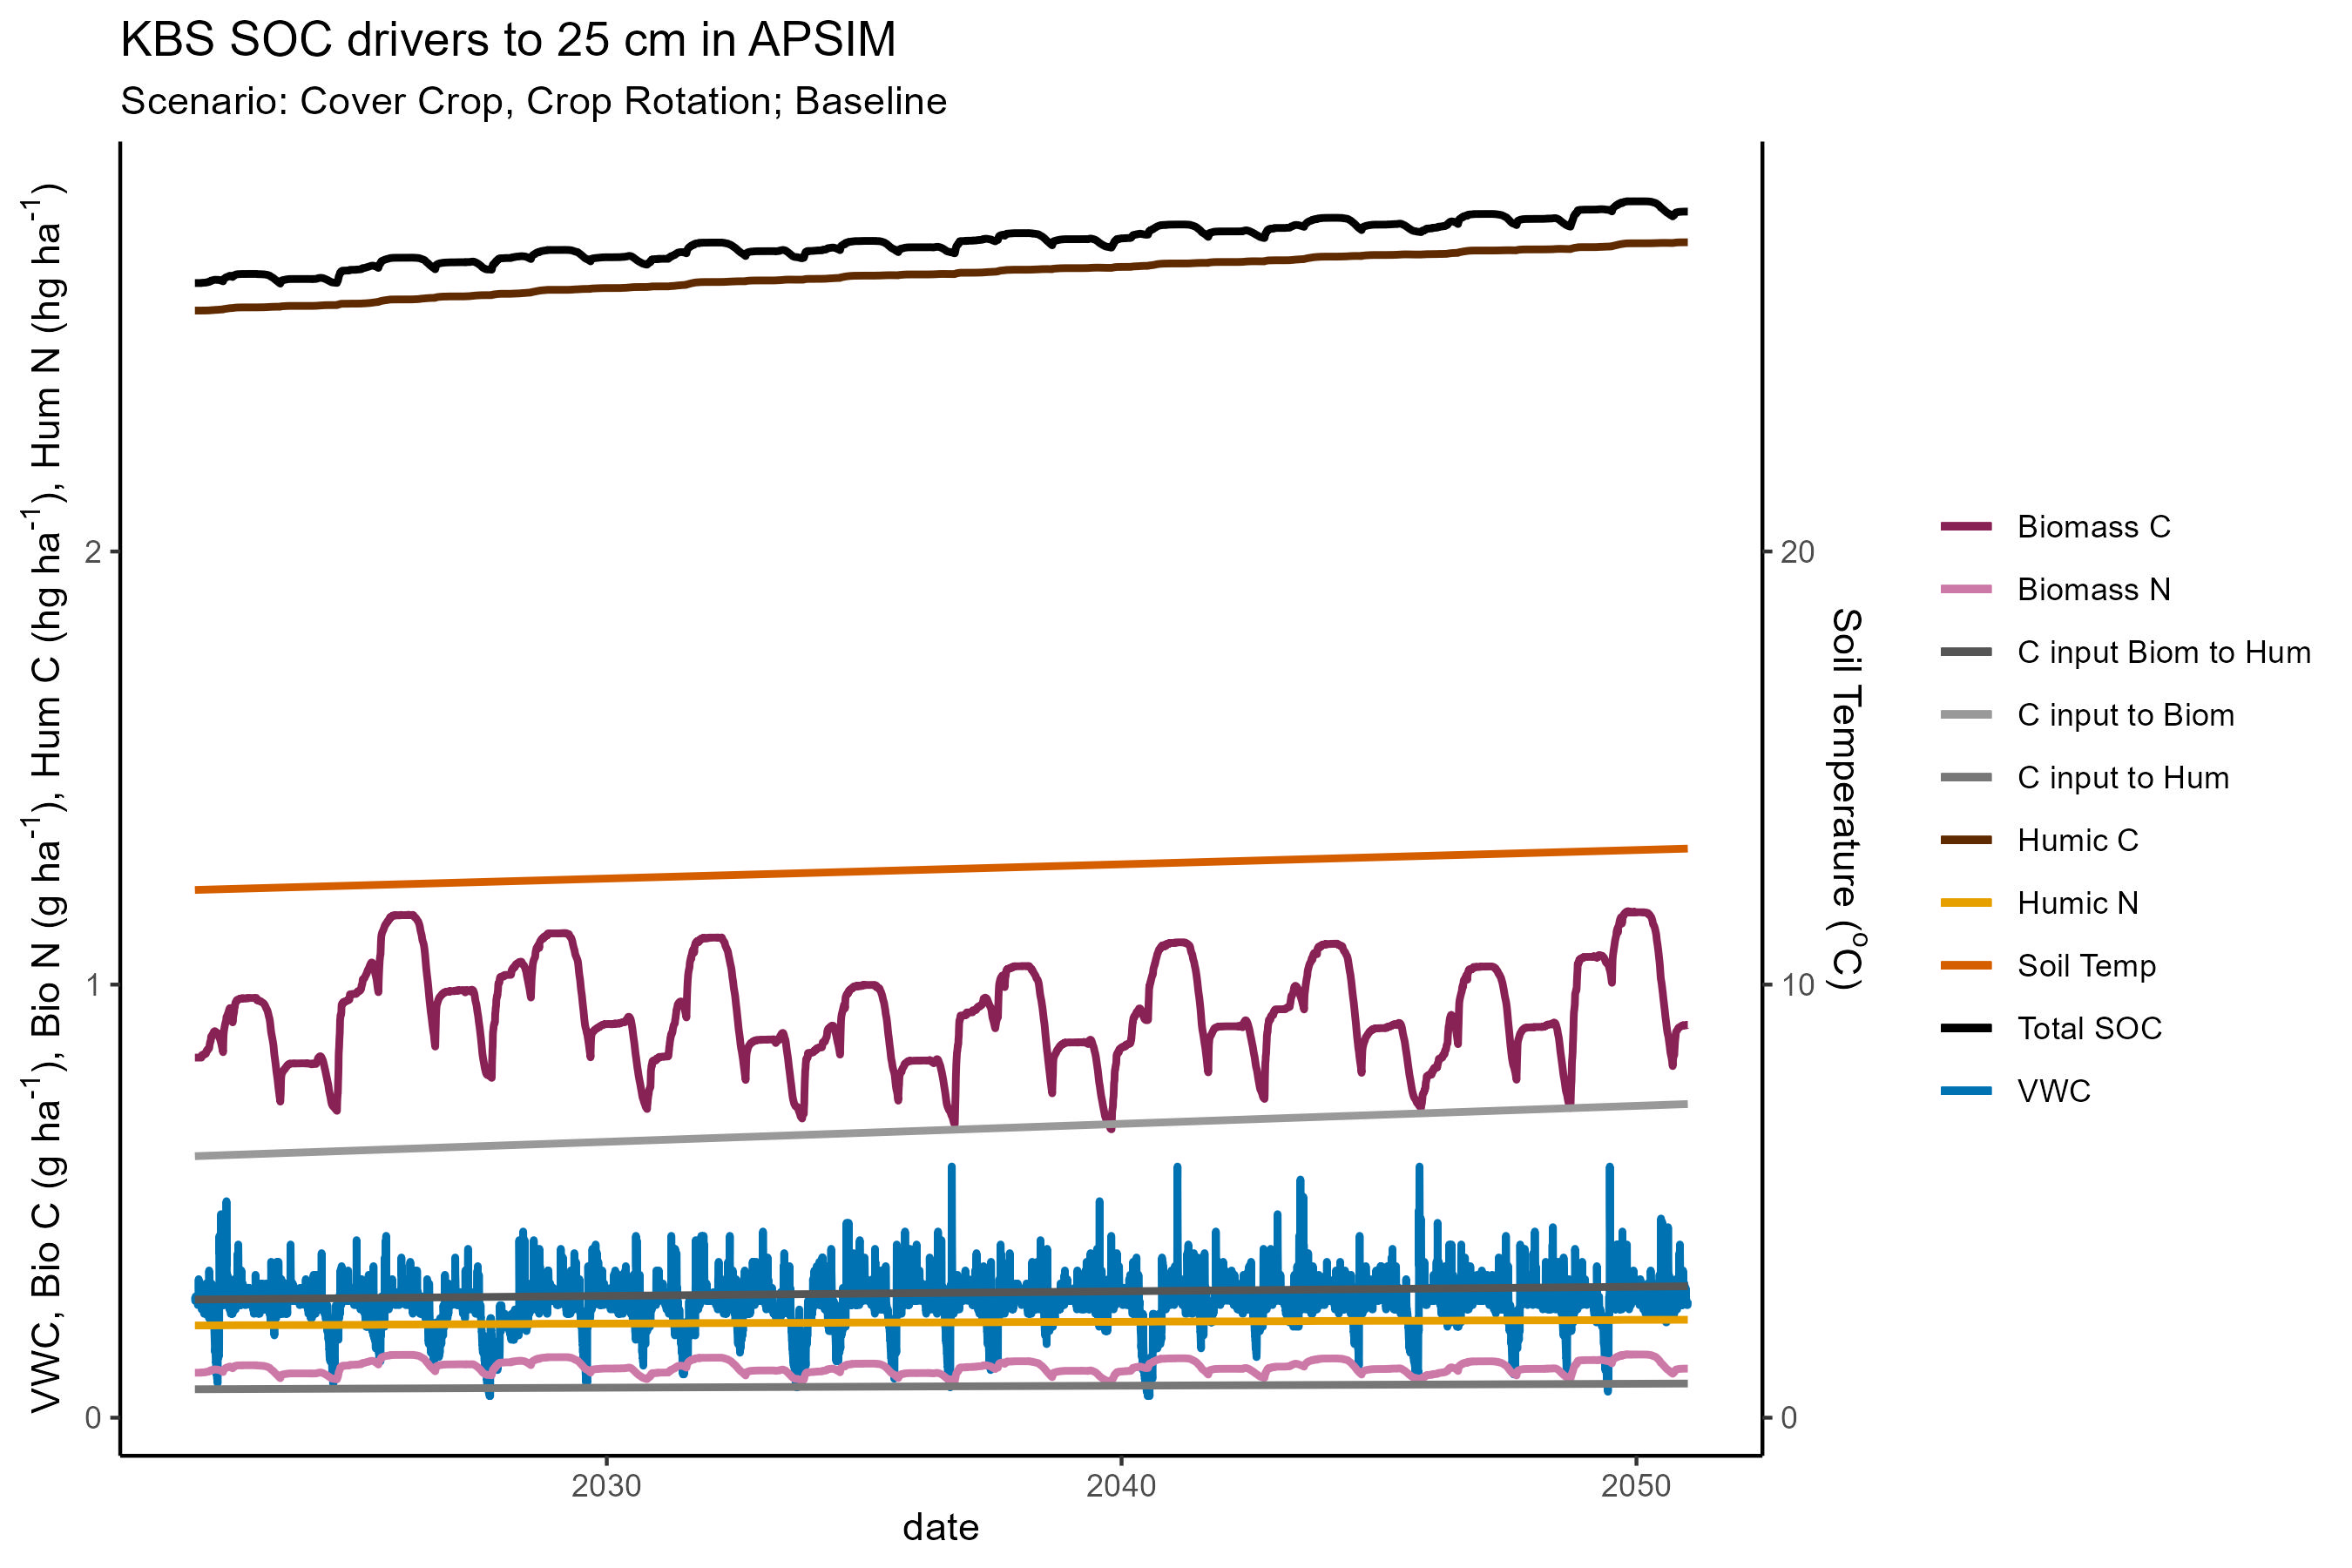 KBS SOC drivers to 25 cm in APSIM
Scenario: Cover Crop, Crop Rotation; Baseline
VWC, Bio C (g ha⁻¹), Bio N (g ha⁻¹), Hum C (hg ha⁻¹), Hum N (hg ha⁻¹)
2
1
0
20
10
0
Soil Temperature (ºC)
2030
2040
2050
date
Biomass C
Biomass N
C input Biom to Hum
C input to Biom
C input to Hum
Humic C
Humic N
Soil Temp
Total SOC
VWC